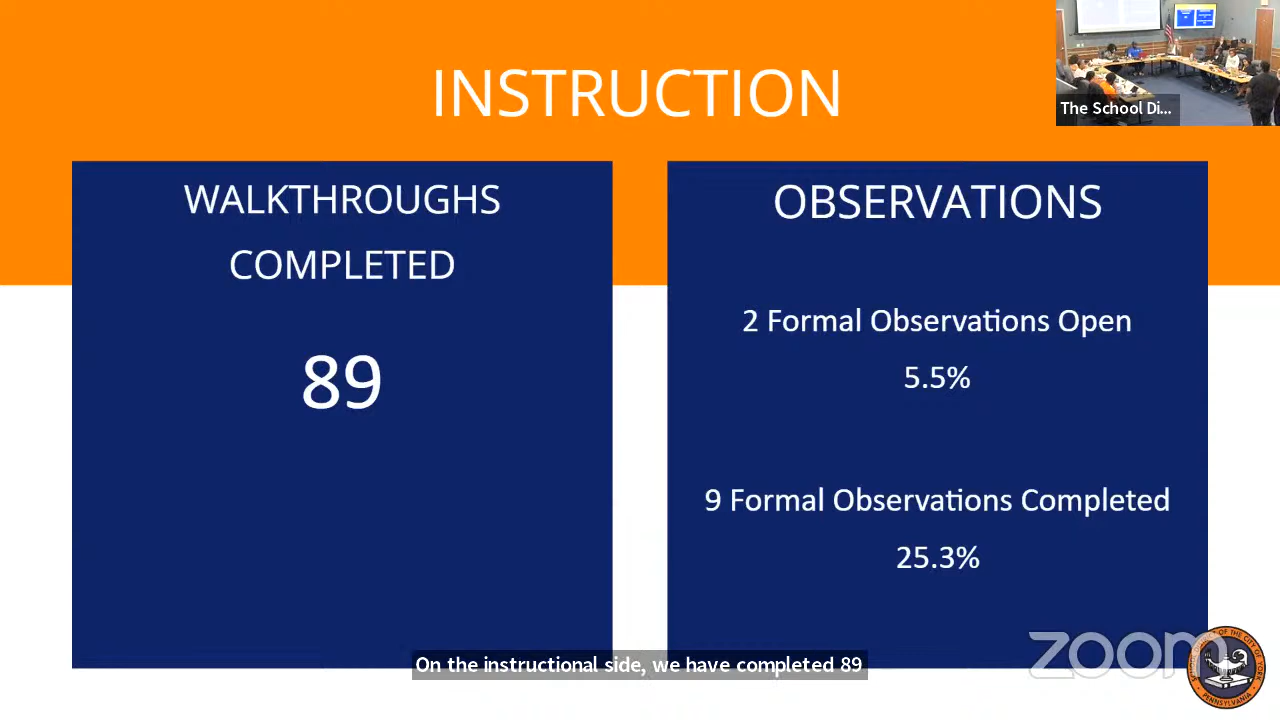 INSTRUCTION
The School Di...
WALKTHROUGHS
COMPLETED
89
OBSERVATIONS
2 Formal Observations Open
5.5%
9 Formal Observations Completed
25.3%
On the instructional side, we have completed 89
zoom
PENNSYLVANIA